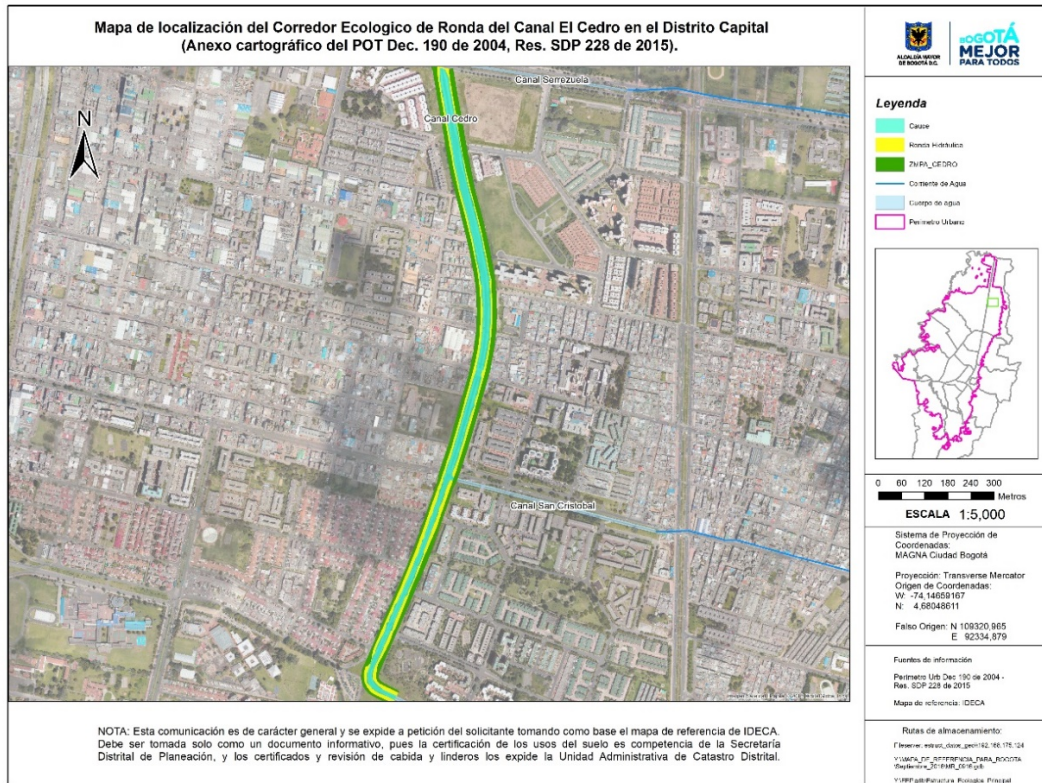 Mapa de localización del Corredor Ecologico de Ronda del Canal El Cedro en el Distrito Capital
(Anexo cartográfico del POT Dec. 190 de 2004, Res. SDP 228 de 2015).
ALCALDÍA MAYOR
DE BOGOTÁ D.C.
BOGOTÁ
MEJOR
PARA TODOS
N
Canal Serrezuela
Canal Cedro
Canal San Cristobal
Leyenda
Cauce
Ronda Hidráulica
ZMPA_CEDRO
Corriente de Agua
Cuerpo de agua
Perimetro Urbano
0 60 120 180 240 300
Metros
ESCALA 1:5,000
Sistema de Proyección de
Coordenadas:
MAGNA Ciudad Bogotá
Proyección: Transverse Mercator
Origen de Coordenadas:
W: -74,14659167
N: 4,68048611
Falso Origen: N 109320,965
E 92334,879
Fuentes de información
Perimetro Urb Dec 190 de 2004 -
Res. SDP 228 de 2015
Mapa de referencia: IDECA
Rutas de almacenamiento:
NOTA: Esta comunicación es de carácter general y se expide a petición del solicitante tomando como base el mapa de referencia de IDECA.
Debe ser tomada solo como un documento informativo, pues la certificación de los usos del suelo es competencia de la Secretaría
Distrital de Planeación, y los certificados y revisión de cabida y linderos los expide la Unidad Administrativa de Catastro Distrital.